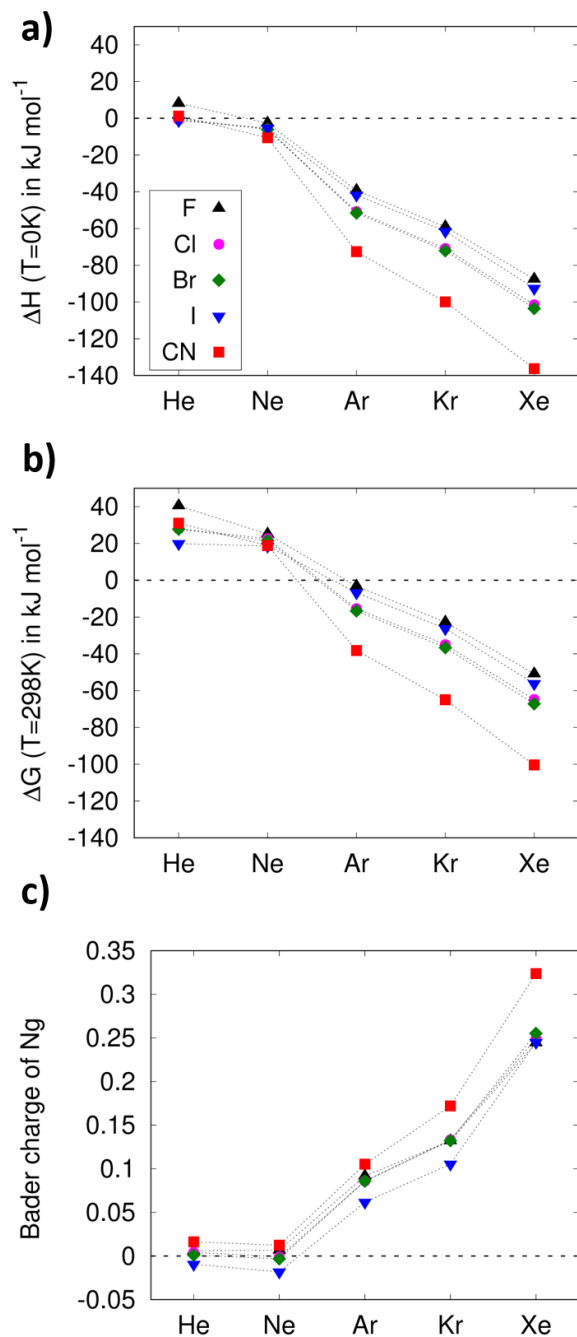 a)
ΔH (T=0K) in kJ mol⁻¹
40
20
0
-20
-40
-60
-80
-100
-120
-140
F
Cl
Br
I
CN
He Ne Ar Kr Xe
b)
ΔG (T=298K) in kJ mol⁻¹
40
20
0
-20
-40
-60
-80
-100
-120
-140
He Ne Ar Kr Xe
c)
Bader charge of Ng
0.35
0.3
0.25
0.2
0.15
0.1
0.05
0
-0.05
He Ne Ar Kr Xe